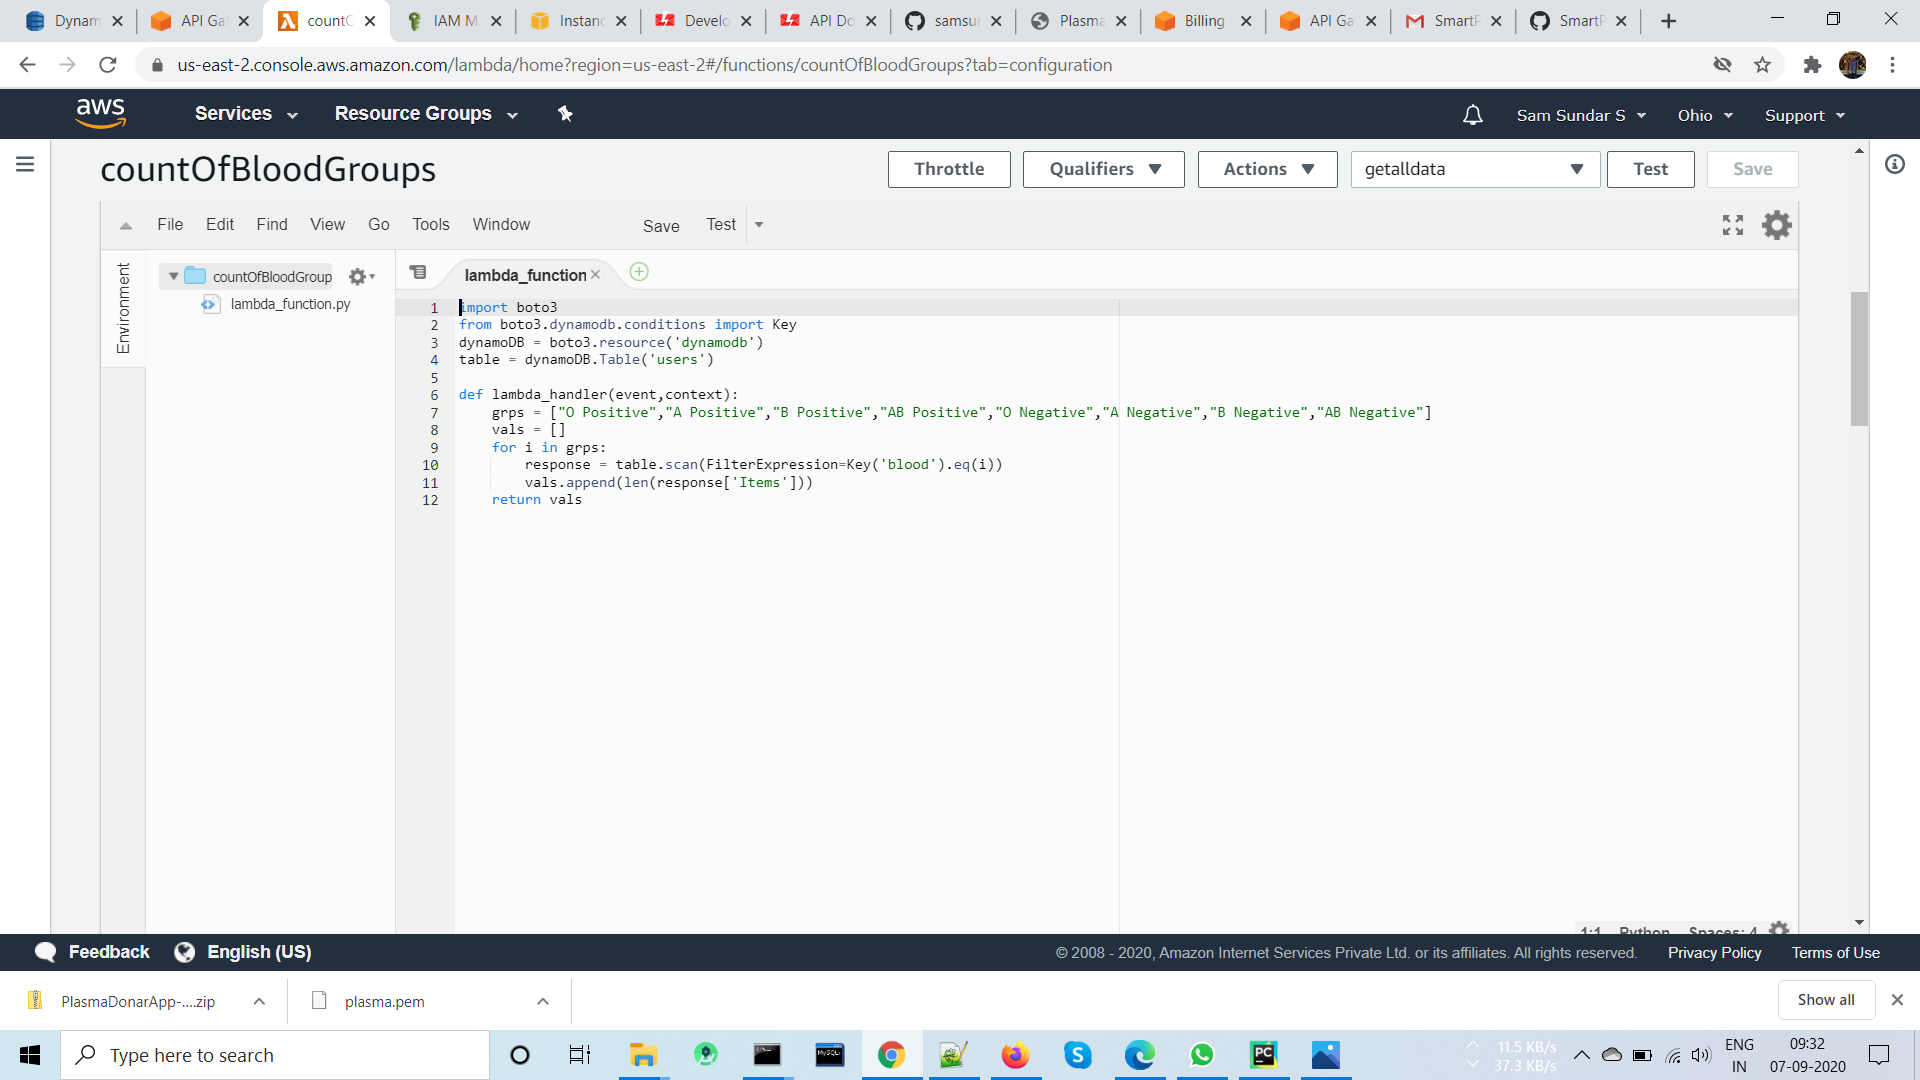 Dynam API Ga countC IAM M Instanc Develo API Do samsu Plasma Billing API Ga SmartF SmartF
us-east-2.console.aws.amazon.com/lambda/home?region=us-east-2#/functions/countOfBloodGroups?tab=configuration
aws Services Resource Groups Sam Sundar S Ohio Support
countOfBloodGroups Throttle Qualifiers Actions getalldata Test Save
File Edit Find View Go Tools Window Save Test
Environment
countOfBloodGroup
lambda_function.py
lambda_function
1 import boto3
2 from boto3.dynamodb.conditions import Key
3 dynamoDB = boto3.resource('dynamodb')
4 table = dynamoDB.Table('users')
5
6 def lambda_handler(event,context):
7 grps = ["O Positive","A Positive","B Positive","AB Positive","O Negative","A Negative","B Negative","AB Negative"]
8 vals = []
9 for i in grps:
10 response = table.scan(FilterExpression=Key('blood').eq(i))
11 vals.append(len(response['Items']))
12 return vals
1:1 Python Spaces: 4
Feedback English (US) © 2008 - 2020, Amazon Internet Services Private Ltd. or its affiliates. All rights reserved. Privacy Policy Terms of Use
PlasmaDonarApp-....zip plasma.pem Show all
Type here to search
MySQL
PC
11.5 KB/s
37.3 KB/s
ENG
IN
09:32
07-09-2020